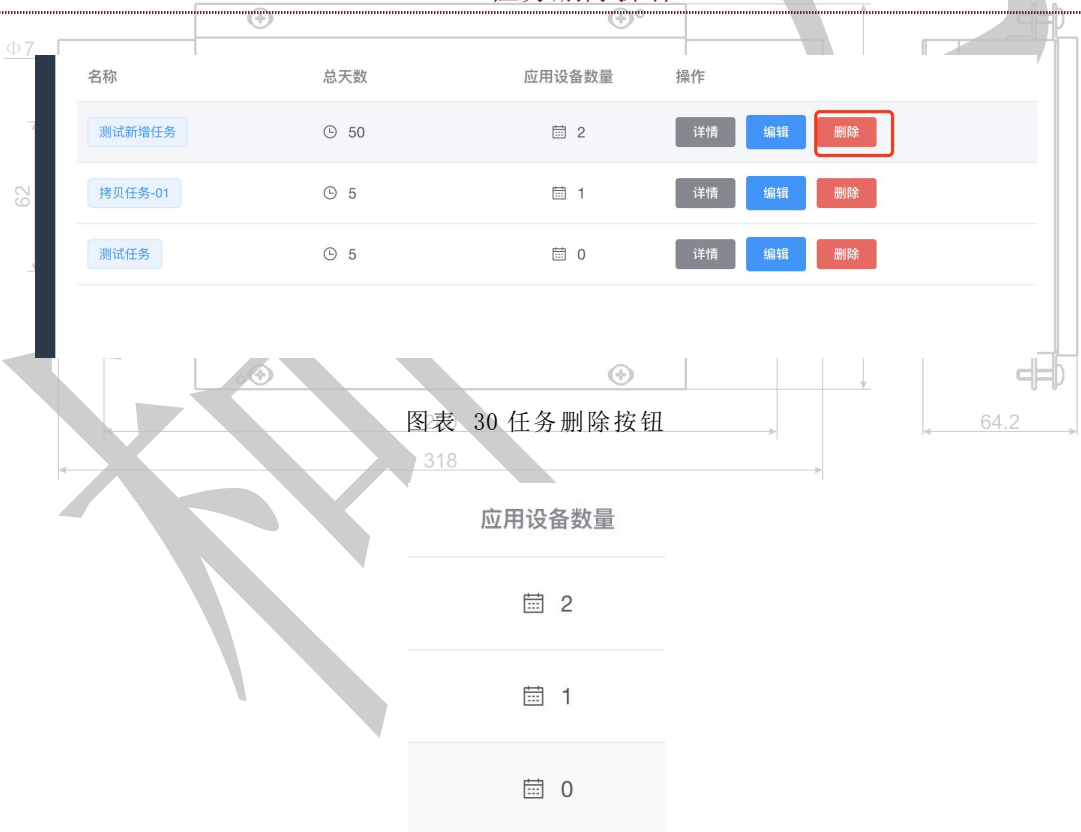 Φ7
名称 总天数 应用设备数量 操作
测试新增任务 50 2 详情 编辑 删除
62
拷贝任务-01 5 1 详情 编辑 删除
测试任务 5 0 详情 编辑 删除
图表 30 任务删除按钮
64.2
318
应用设备数量
2
1
0